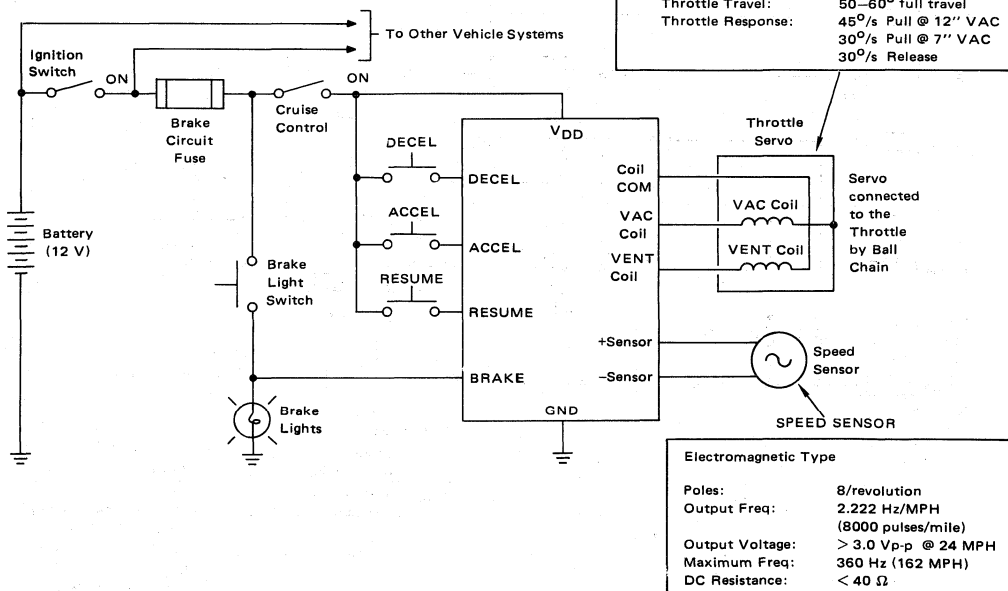 Throttle Travel: 50–60° full travel
Throttle Response: 45°/s Pull @ 12" VAC
30°/s Pull @ 7" VAC
30°/s Release
To Other Vehicle Systems
Ignition
Switch
ON
Brake
Circuit
Fuse
Cruise
Control
ON
Battery
(12 V)
Brake
Light
Switch
Brake
Lights
DECEL
ACCEL
RESUME
VDD
DECEL
ACCEL
RESUME
BRAKE
GND
Coil
COM
VAC
Coil
VENT
Coil
+Sensor
–Sensor
Throttle
Servo
VAC Coil
VENT Coil
Servo
connected
to the
Throttle
by Ball
Chain
Speed
Sensor
SPEED SENSOR
Electromagnetic Type
Poles: 8/revolution
Output Freq: 2.222 Hz/MPH
(8000 pulses/mile)
Output Voltage: > 3.0 Vp-p @ 24 MPH
Maximum Freq: 360 Hz (162 MPH)
DC Resistance: < 40 Ω